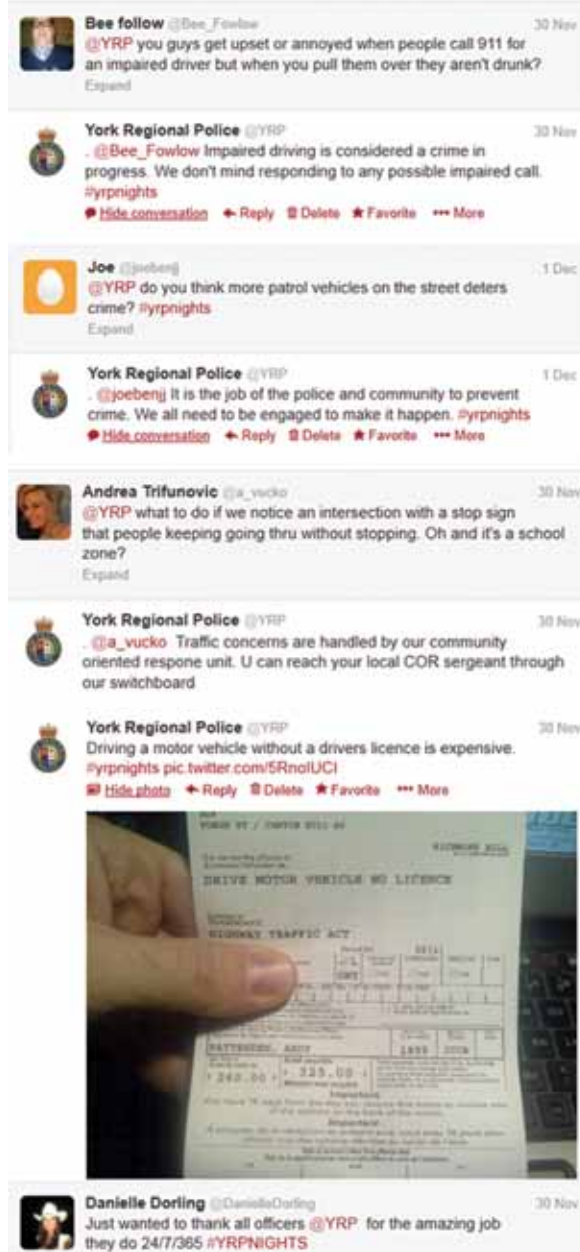 Bee follow @Bee_Fowlow 30 Nov
@YRP you guys get upset or annoyed when people call 911 for
an impaired driver but when you pull them over they aren't drunk?
Expand
York Regional Police @YRP 30 Nov
. @Bee_Fowlow Impaired driving is considered a crime in
progress. We don't mind responding to any possible impaired call.
#yrpnights
Hide conversation Reply Delete Favorite More
Joe @joebenjj 1 Dec
@YRP do you think more patrol vehicles on the street deters
crime? #yrpnights
Expand
York Regional Police @YRP 1 Dec
. @joebenjj It is the job of the police and community to prevent
crime. We all need to be engaged to make it happen. #yrpnights
Hide conversation Reply Delete Favorite More
Andrea Trifunovic @a_vucko 30 Nov
@YRP what to do if we notice an intersection with a stop sign
that people keeping going thru without stopping. Oh and it's a school
zone?
Expand
York Regional Police @YRP 30 Nov
. @a_vucko Traffic concerns are handled by our community
oriented respone unit. U can reach your local COR sergeant through
our switchboard
York Regional Police @YRP 30 Nov
Driving a motor vehicle without a drivers licence is expensive.
#yrpnights pic.twitter.com/5RnolUCI
Hide photo Reply Delete Favorite More
RICHMOND HILL
DRIVE MOTOR VEHICLE NO LICENCE
HIGHWAY TRAFFIC ACT
260.00 325.00
Important
Important
Danielle Dorling @DanielleDorling 30 Nov
Just wanted to thank all officers @YRP for the amazing job
they do 24/7/365 #YRPNIGHTS